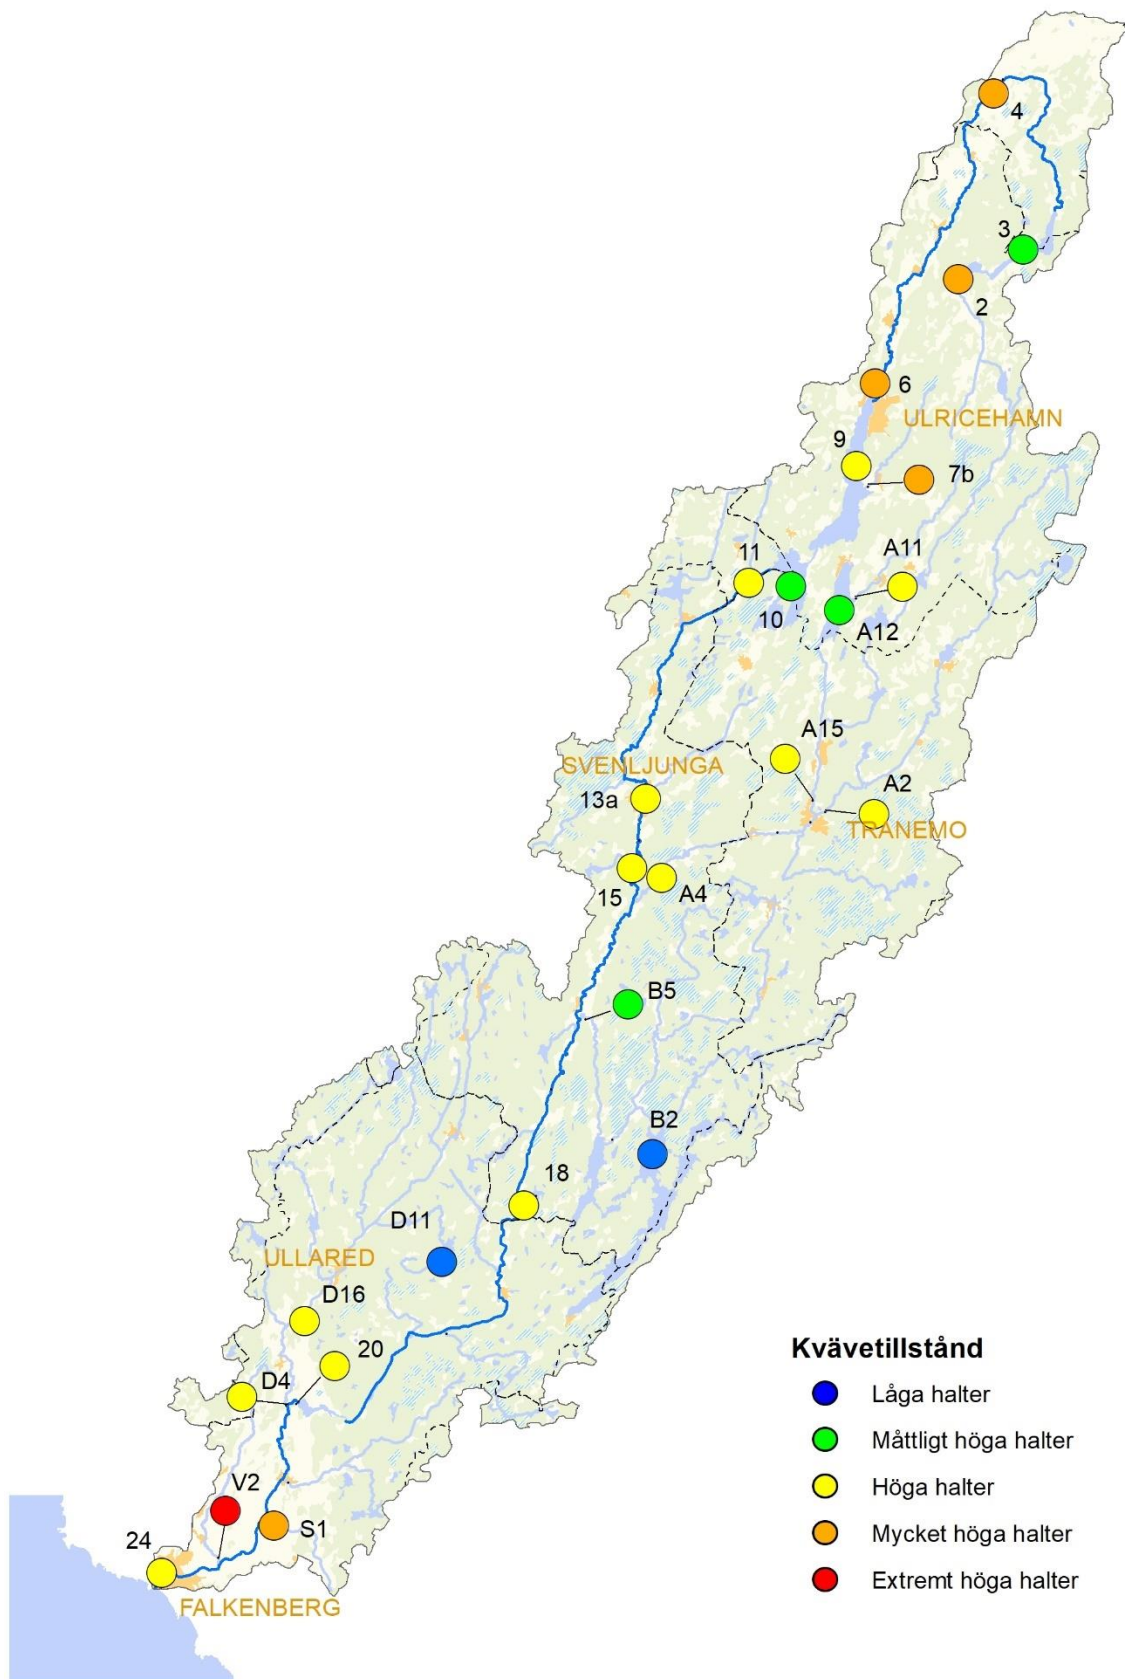 4
3
2
6
ULRICEHAMN
9
7b
11
A11
10
A12
A15
SVENLJUNGA
13a
A2
TRANEMO
15
A4
B5
B2
18
D11
ULLARED
D16
20
D4
V2
S1
24
FALKENBERG
Kvävetillstånd
Låga halter
Måttligt höga halter
Höga halter
Mycket höga halter
Extremt höga halter